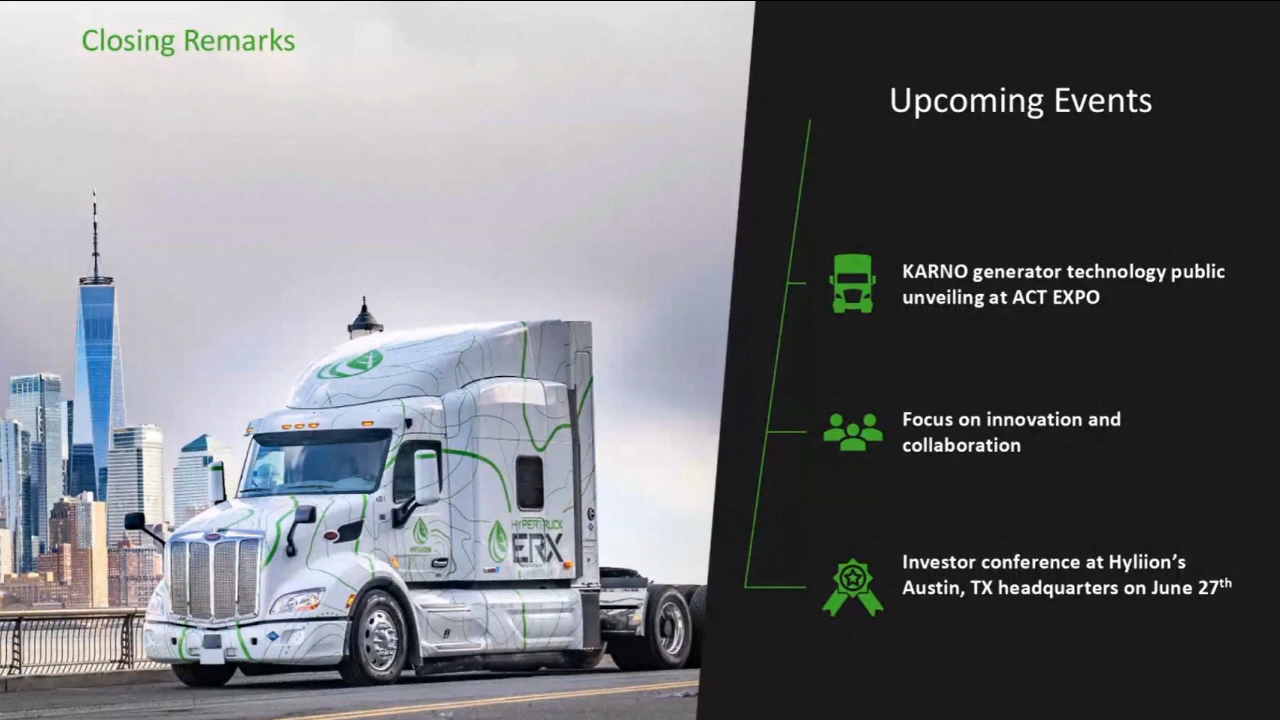 Closing Remarks
Upcoming Events
KARNO generator technology public
unveiling at ACT EXPO
Focus on innovation and
collaboration
Investor conference at Hyliion’s
Austin, TX headquarters on June 27th
HYLIION
HYPERTRUCK
ERX